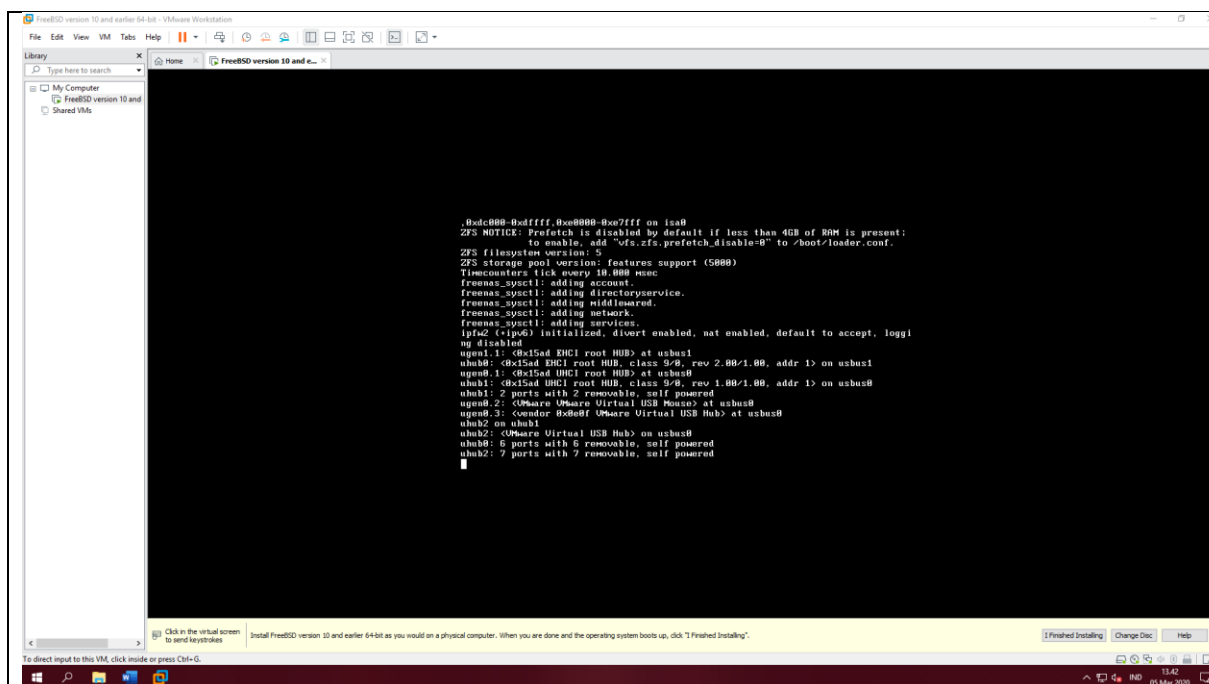 FreeBSD version 10 and earlier 64-bit - VMware Workstation
File Edit View VM Tabs Help
Library
Home
FreeBSD version 10 and e...
Type here to search
My Computer
FreeBSD version 10 and
Shared VMs
,0xdc000-0xdffff,0xe0000-0xe7fff on isa0
ZFS NOTICE: Prefetch is disabled by default if less than 4GB of RAM is present;
to enable, add "vfs.zfs.prefetch_disable=0" to /boot/loader.conf.
ZFS filesystem version: 5
ZFS storage pool version: features support (5000)
Timecounters tick every 10.000 msec
freenas_sysctl: adding account.
freenas_sysctl: adding directoryservice.
freenas_sysctl: adding middlewared.
freenas_sysctl: adding network.
freenas_sysctl: adding services.
ipfw2 (+ipv6) initialized, divert enabled, nat enabled, default to accept, loggi
ng disabled
ugen1.1: <0x15ad EHCI root HUB> at usbus1
uhub0: <0x15ad EHCI root HUB, class 9/0, rev 2.00/1.00, addr 1> on usbus1
ugen0.1: <0x15ad UHCI root HUB> at usbus0
uhub1: <0x15ad UHCI root HUB, class 9/0, rev 1.00/1.00, addr 1> on usbus0
uhub1: 2 ports with 2 removable, self powered
ugen0.2: <VMware VMware Virtual USB Mouse> at usbus0
ugen0.3: <vendor 0x0e0f VMware Virtual USB Hub> at usbus0
uhub2 on uhub1
uhub2: <VMware Virtual USB Hub> on usbus0
uhub0: 6 ports with 6 removable, self powered
uhub2: 7 ports with 7 removable, self powered
Click in the virtual screen
to send keystrokes
Install FreeBSD version 10 and earlier 64-bit as you would on a physical computer. When you are done and the operating system boots up, click "I Finished Installing".
I Finished Installing
Change Disc
Help
To direct input to this VM, click inside or press Ctrl+G.
IND
13.42
05 Mar 2020